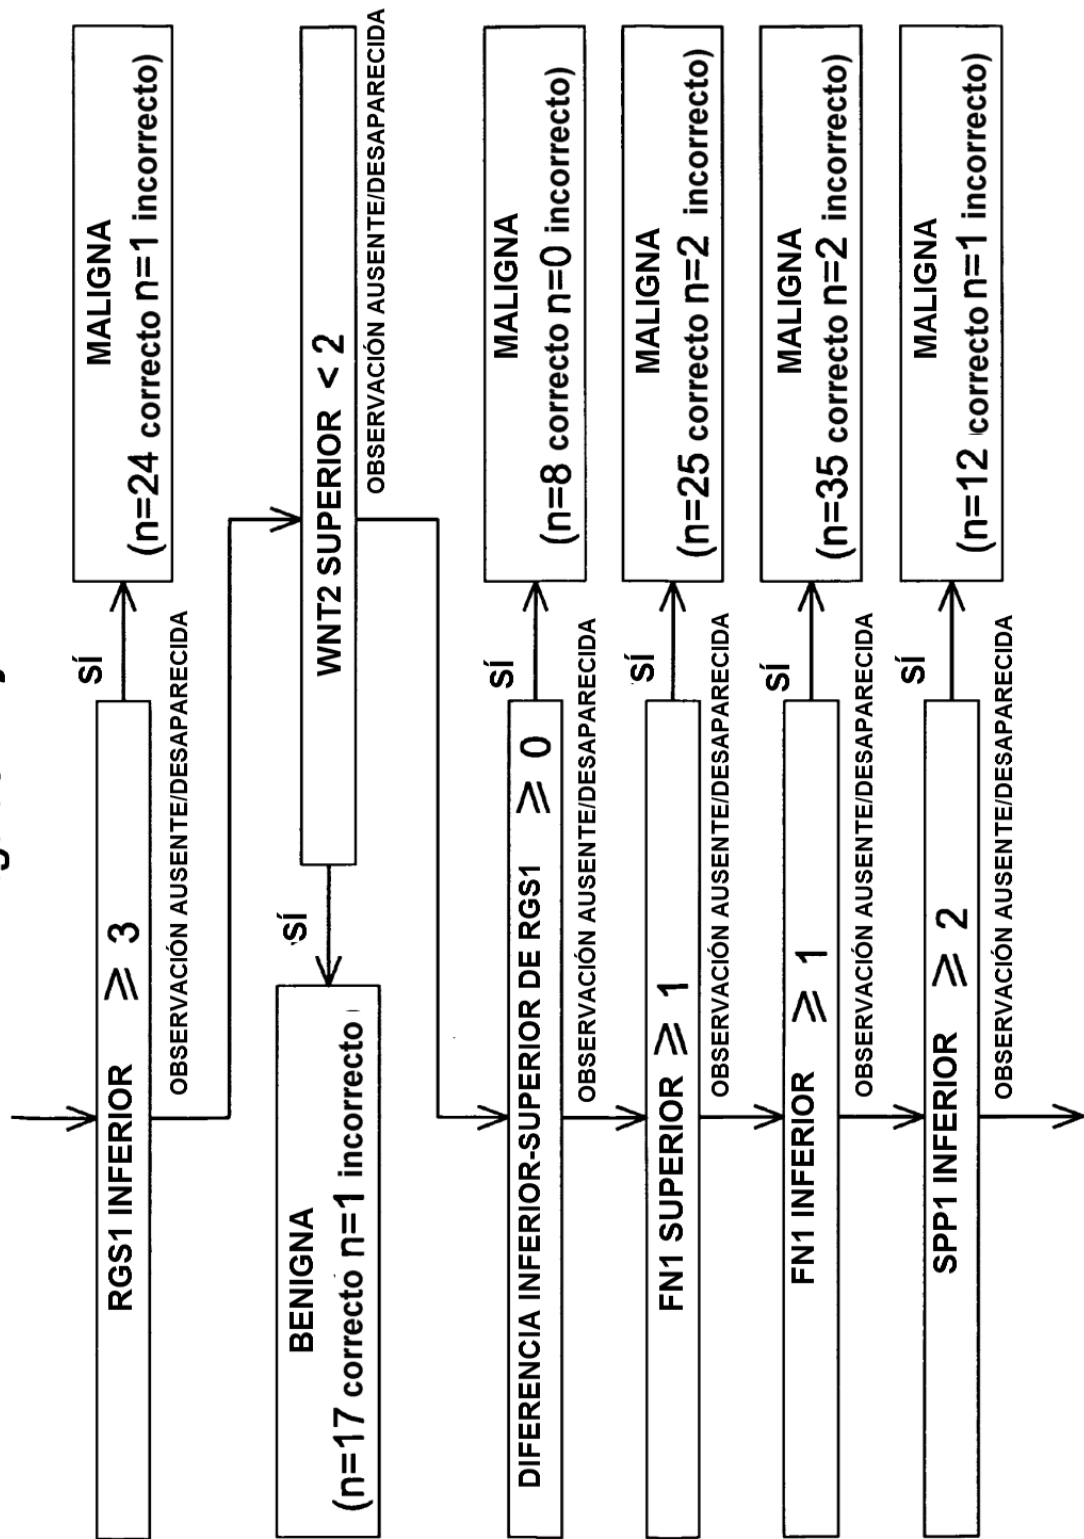 RGS1 INFERIOR ≥ 3
SÍ
MALIGNA
(n=24 correcto n=1 incorrecto)
OBSERVACIÓN AUSENTE/DESAPARECIDA
WNT2 SUPERIOR < 2
SÍ
BENIGNA
(n=17 correcto n=1 incorrecto
OBSERVACIÓN AUSENTE/DESAPARECIDA
DIFERENCIA INFERIOR-SUPERIOR DE RGS1 ≥ 0
SÍ
MALIGNA
(n=8 correcto n=0 incorrecto)
OBSERVACIÓN AUSENTE/DESAPARECIDA
FN1 SUPERIOR ≥ 1
SÍ
MALIGNA
(n=25 correcto n=2 incorrecto)
OBSERVACIÓN AUSENTE/DESAPARECIDA
FN1 INFERIOR ≥ 1
SÍ
MALIGNA
(n=35 correcto n=2 incorrecto)
OBSERVACIÓN AUSENTE/DESAPARECIDA
SPP1 INFERIOR ≥ 2
SÍ
MALIGNA
(n=12 correcto n=1 incorrecto)
OBSERVACIÓN AUSENTE/DESAPARECIDA